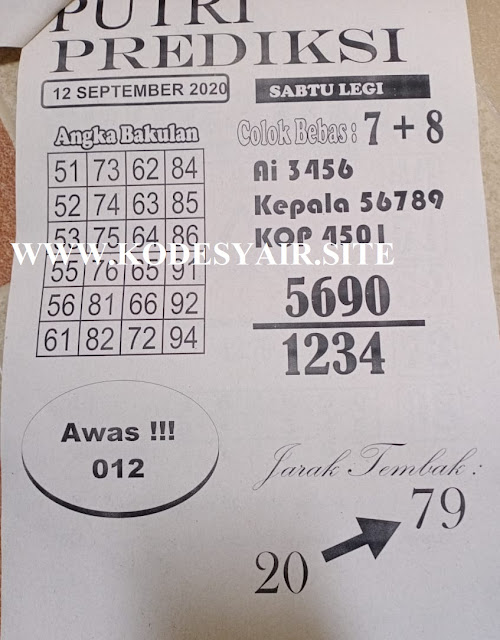 PUTRI
PREDIKSI
12 SEPTEMBER 2020
SABTU LEGI
Angka Bakulan
51 73 62 84
52 74 63 85
53 75 64 86
55 76 65 91
56 81 66 92
61 82 72 94
Colok Bebas : 7 + 8
Ai 3456
Kepala 56789
KOP 4501
WWW.KODESYAIR.SITE
5690
1234
Awas !!!
012
Jarak Tembak :
79
20